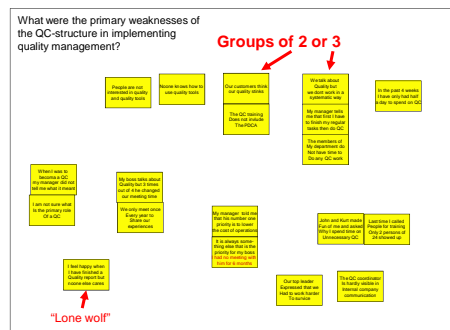 What were the primary weaknesses of
the QC-structure in implementing
quality management?
Groups of 2 or 3
People are not
interested in quality
and quality tools
Noone knows how to
use quality tools
Our customers think
our quality stinks
The QC training
Does not include
The PDCA
We talk about
Quality but
we dont work in a
systematic way
My manager tells
me that first I have
to finish my regular
tasks then do QC
The members of
My department do
Not have time to
Do any QC work
In the past 4 weeks
I have only had half
a day to spend on QC
When I was to
become a QC
my manager did not
tell me what it meant
I am not sure what
Is the primary role
Of a QC
My boss talks about
Quality but 3 times
out of 4 he changed
our meeting time
We only meet once
Every year to
Share our
experiences
My manager told me
that his number one
priority is to lower
the cost of operations
It is always some-
thing else that is the
priority for my boss
I had no meeting with
him for 6 months
John and Kurt made
Fun of me and asked
Why I spend time on
Unnecessary QC
Last time I called
People for training
Only 2 persons of
24 showed up
I feel happy when
I have finished a
Quality report but
noone else cares
Our top leader
Expressed that we
Had to work harder
To survice
The QC coordinator
Is hardly visible in
Internal company
communication
"Lone wolf"